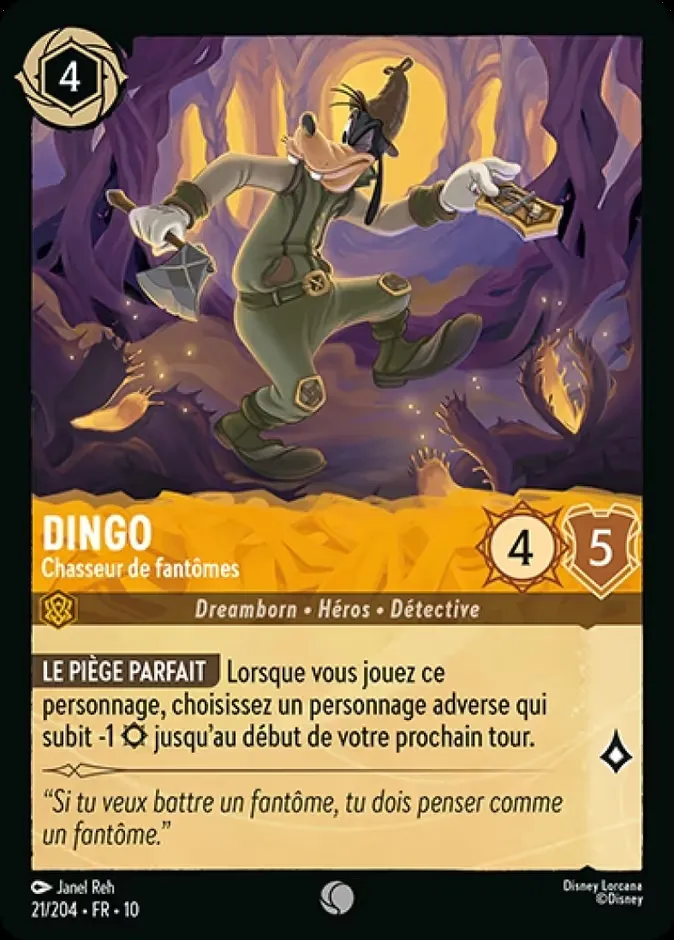 4
DINGO
Chasseur de fantômes
4
5
Dreamborn • Héros • Détective
LE PIÈGE PARFAIT Lorsque vous jouez ce
personnage, choisissez un personnage adverse qui
subit -1 jusqu'au début de votre prochain tour.
“Si tu veux battre un fantôme, tu dois penser comme
un fantôme.”
Janel Reh
21/204 • FR • 10
Disney Lorcana
©Disney